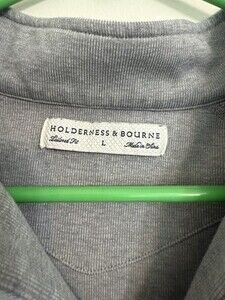 HOLDERNESS & BOURNE
Tailored Fit L Made in China